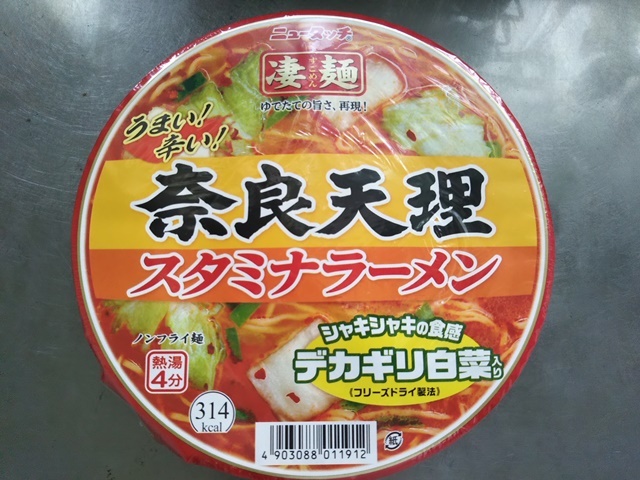 ニュータッチ
凄麺
すごめん
ゆでたての旨さ、再現!
うまい!
辛い!
奈良天理
スタミナラーメン
シャキシャキの食感
デカギリ白菜入り
(フリーズドライ製法)
ノンフライ麺
熱湯
4分
314
kcal
4 903088 011912
紙